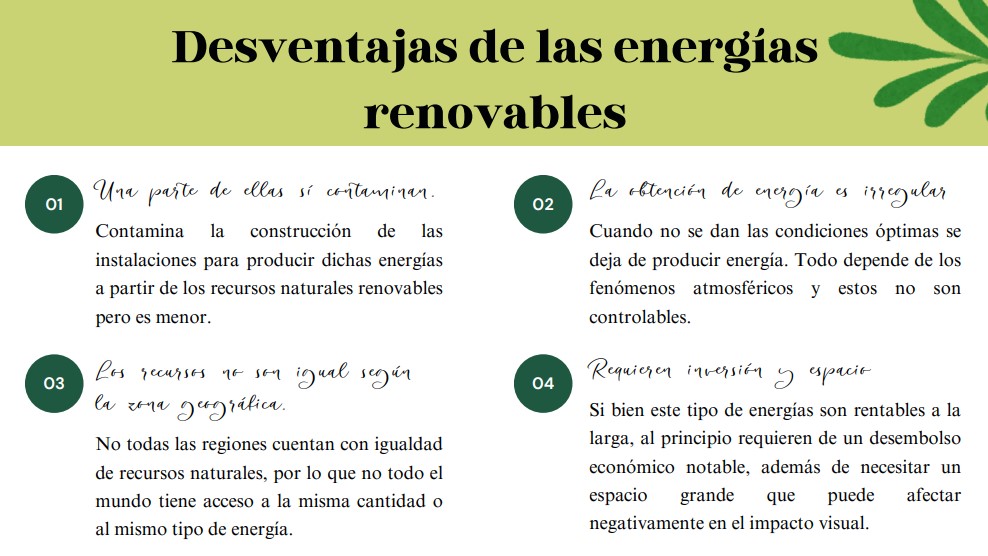 Desventajas de las energías
renovables
01
Una parte de ellas sí contaminan.
Contamina la construcción de las
instalaciones para producir dichas energías
a partir de los recursos naturales renovables
pero es menor.
02
La obtención de energía es irregular
Cuando no se dan las condiciones óptimas se
deja de producir energía. Todo depende de los
fenómenos atmosféricos y estos no son
controlables.
03
Los recursos no son igual según
la zona geográfica.
No todas las regiones cuentan con igualdad
de recursos naturales, por lo que no todo el
mundo tiene acceso a la misma cantidad o
al mismo tipo de energía.
04
Requieren inversión y espacio
Si bien este tipo de energías son rentables a la
larga, al principio requieren de un desembolso
económico notable, además de necesitar un
espacio grande que puede afectar
negativamente en el impacto visual.